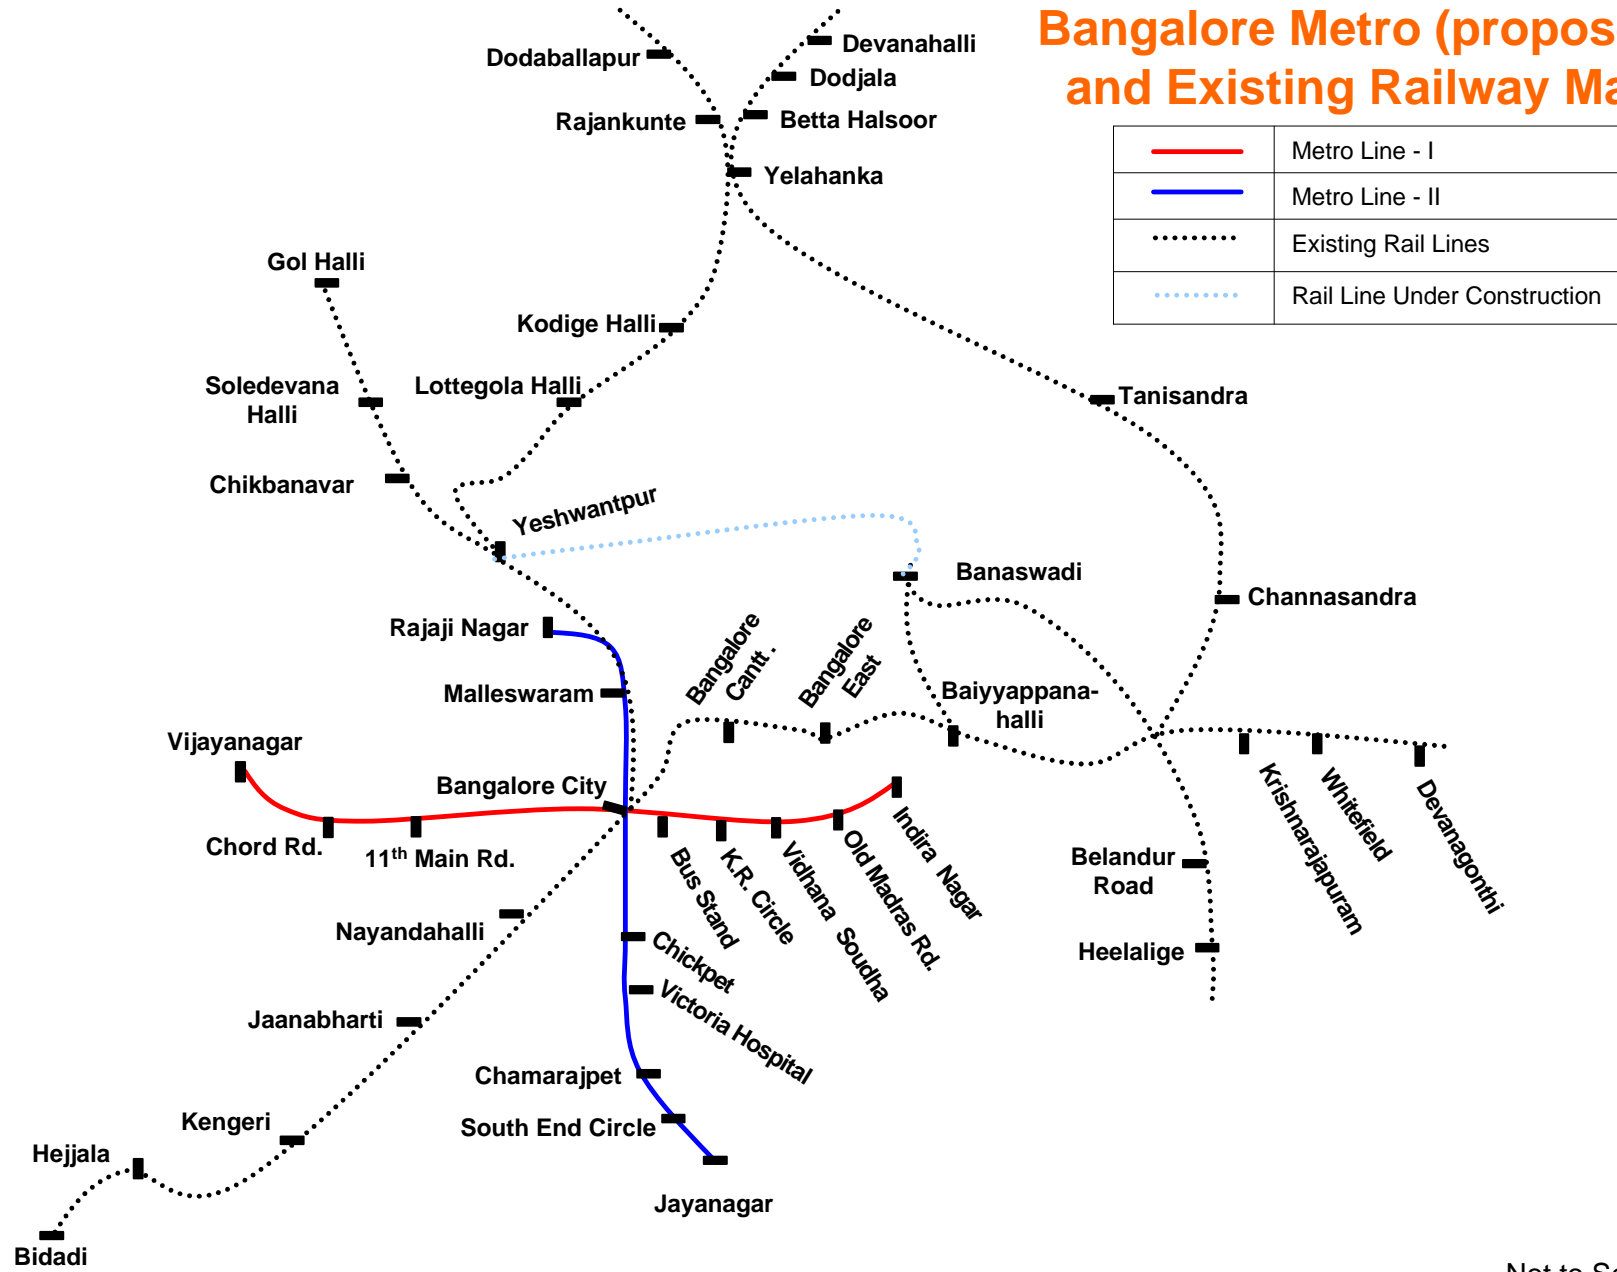 Bangalore Metro (propos
and Existing Railway Ma
Metro Line - I
Metro Line - II
Existing Rail Lines
Rail Line Under Construction
Devanahalli
Dodaballapur
Dodjala
Rajankunte
Betta Halsoor
Yelahanka
Gol Halli
Kodige Halli
Soledevana
Halli
Lottegola Halli
Tanisandra
Chikbanavar
Yeshwantpur
Banaswadi
Channasandra
Rajaji Nagar
Bangalore
Cantt.
Bangalore
East
Malleswaram
Baiyyappana-
halli
Vijayanagar
Bangalore City
Chord Rd.
11th Main Rd.
Bus Stand
K.R. Circle
Vidhana Soudha
Old Madras Rd.
Indira Nagar
Krishnarajapuram
Whitefield
Devanagonthi
Belandur
Road
Nayandahalli
Chickpet
Heelalige
Victoria Hospital
Jaanabharti
Chamarajpet
Kengeri
South End Circle
Hejjala
Jayanagar
Bidadi